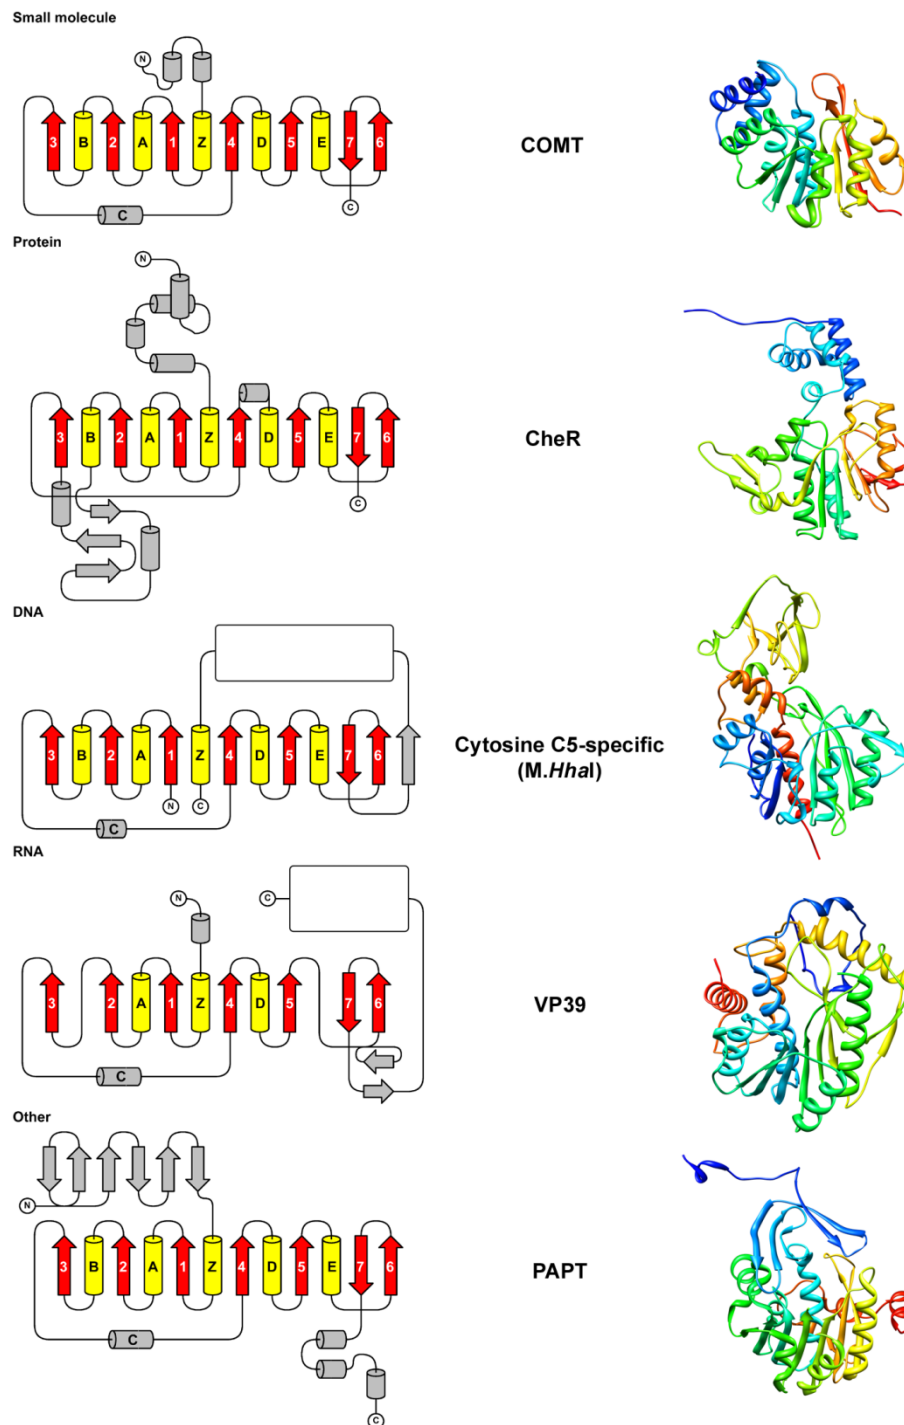 Small molecule
N
3 B 2 A 1 Z 4 D 5 E 7 6
C
C
COMT
Protein
N
3 B 2 A 1 Z 4 D 5 E 7 6
C
CheR
DNA
3 B 2 A 1 Z 4 D 5 E 7 6
N C
C
Cytosine C5-specific
(M.HhaI)
RNA
N C
3 2 A 1 Z 4 D 5 7 6
C
VP39
Other
N
3 B 2 A 1 Z 4 D 5 E 7 6
C
C
PAPT